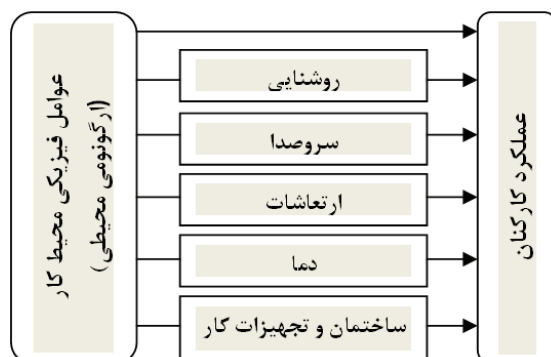 عوامل فیزیکی محیط کار
(ارگونومی محیطی)
روشنایی
سروصدا
ارتعاشات
دما
ساختمان و تجهیزات کار
عملکرد کارکنان